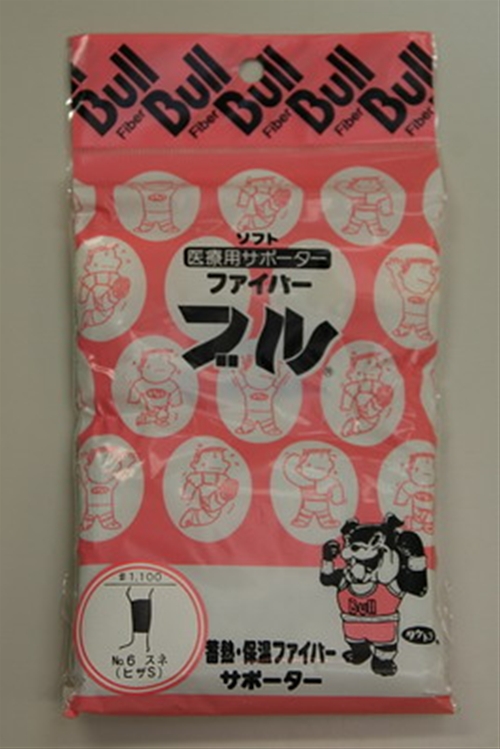 Bull Bull Bull Bull
Fiber Fiber Fiber Fiber
ソフト
医療用サポーター
ファイバー
ブル®
#1,100
No.6 スネ
(ヒザS)
Bull
蓄熱・保温ファイバー
サポーター